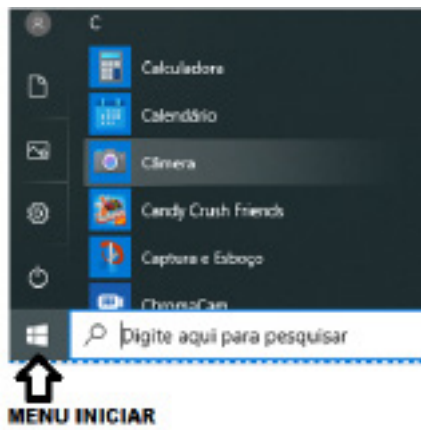 C
Calculadora
Calendário
Câmera
Candy Crush Friends
Captura e Esboço
ChromaCam
Digite aqui para pesquisar
MENU INICIAR